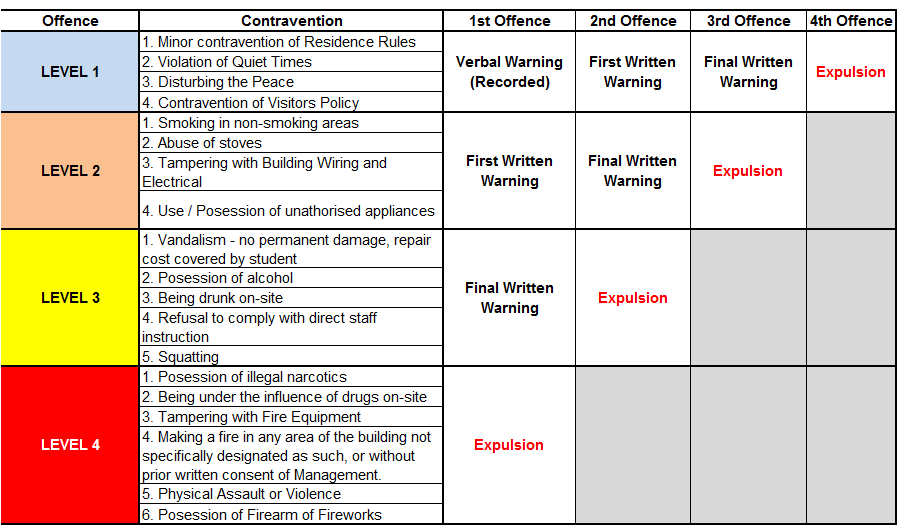 Offence Contravention 1st Offence 2nd Offence 3rd Offence 4th Offence
LEVEL 1
1. Minor contravention of Residence Rules
2. Violation of Quiet Times
3. Disturbing the Peace
4. Contravention of Visitors Policy
Verbal Warning
(Recorded)
First Written
Warning
Final Written
Warning
Expulsion
LEVEL 2
1. Smoking in non-smoking areas
2. Abuse of stoves
3. Tampering with Building Wiring and
Electrical
4. Use / Posession of unathorised appliances
First Written
Warning
Final Written
Warning
Expulsion
LEVEL 3
1. Vandalism - no permanent damage, repair
cost covered by student
2. Posession of alcohol
3. Being drunk on-site
4. Refusal to comply with direct staff
instruction
5. Squatting
Final Written
Warning
Expulsion
LEVEL 4
1. Posession of illegal narcotics
2. Being under the influence of drugs on-site
3. Tampering with Fire Equipment
4. Making a fire in any area of the building not
specifically designated as such, or without
prior written consent of Management.
5. Physical Assault or Violence
6. Posession of Firearm of Fireworks
Expulsion